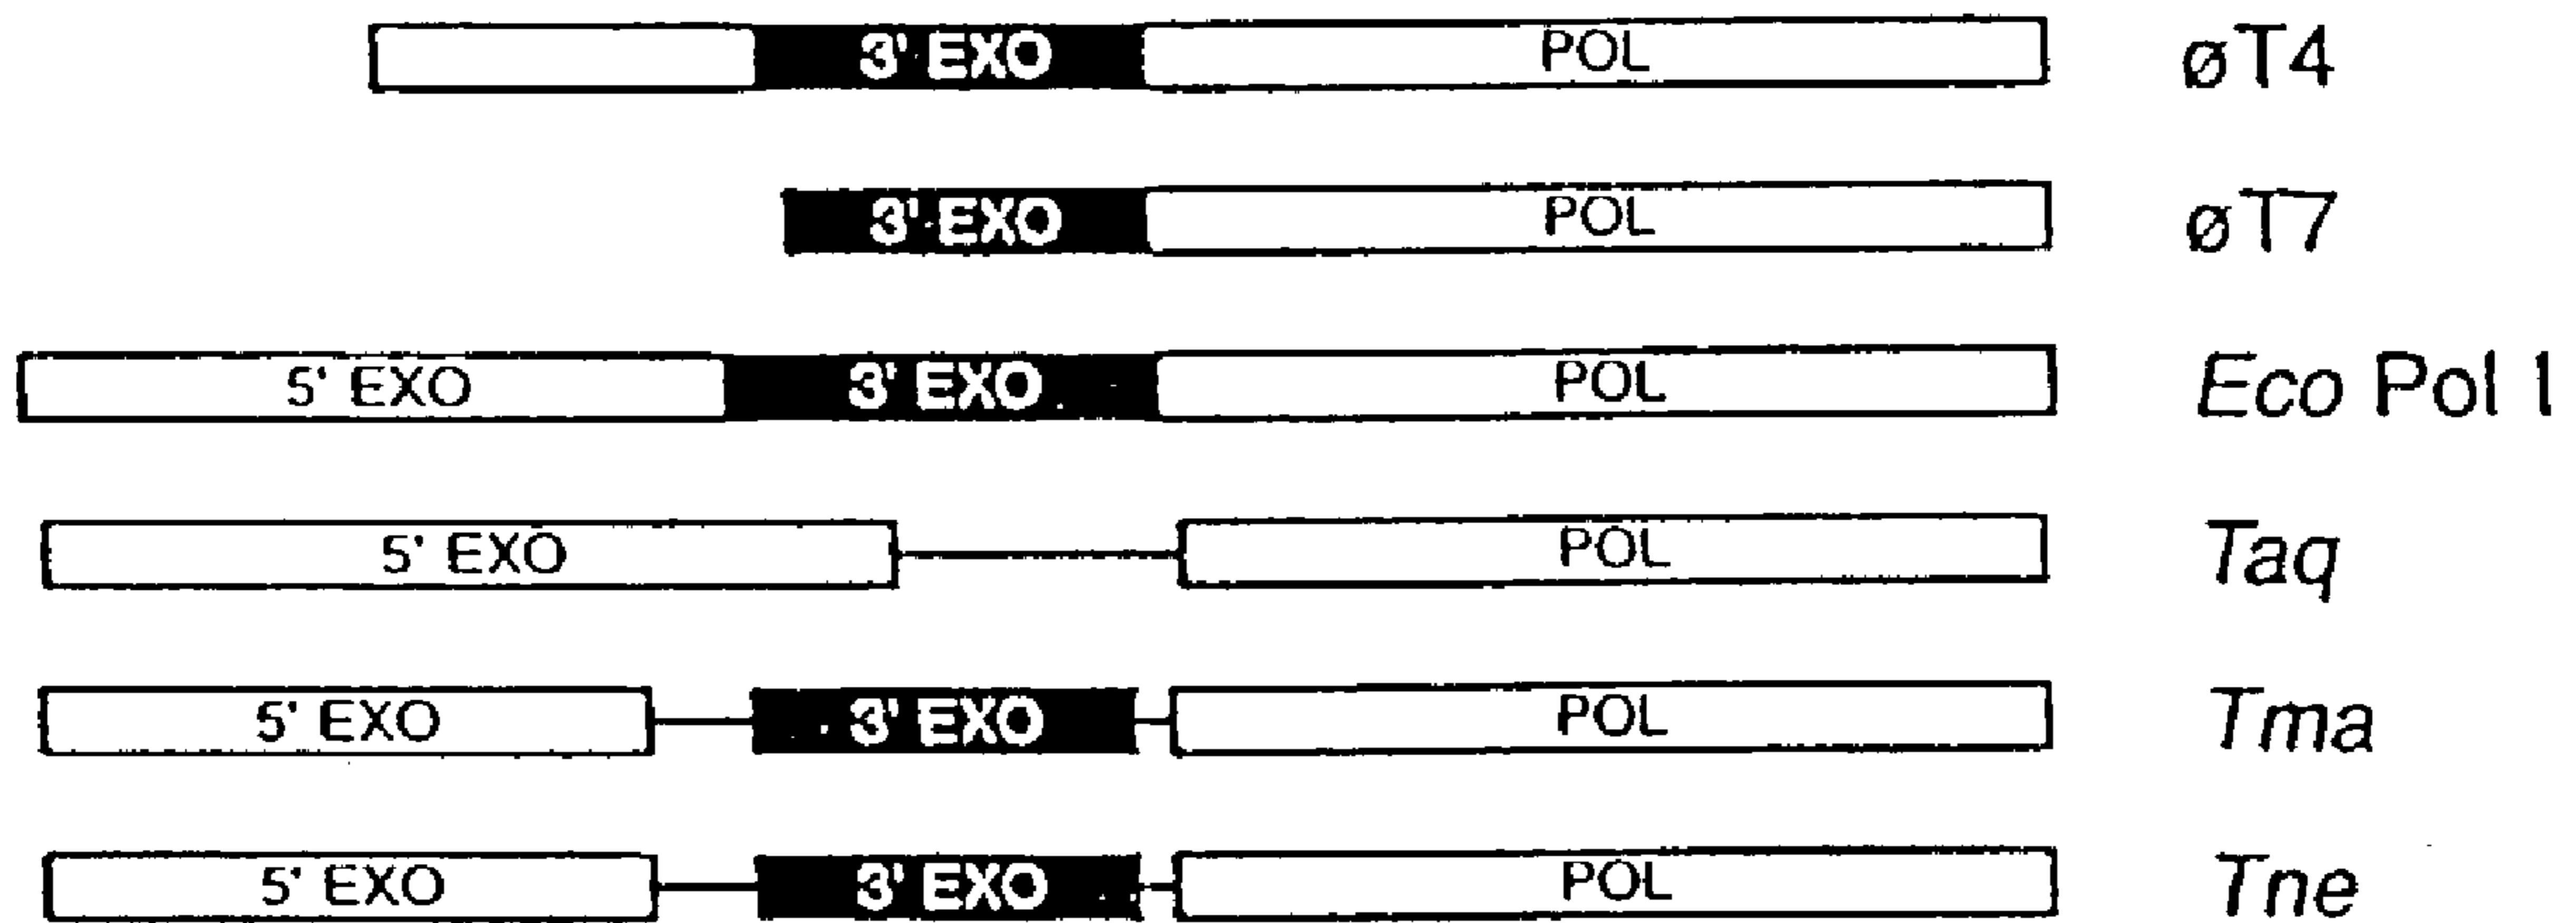 3' EXO POL øT4
3' EXO POL øT7
5' EXO 3' EXO POL Eco Pol I
5' EXO POL Taq
5' EXO 3' EXO POL Tma
5' EXO 3' EXO POL Tne